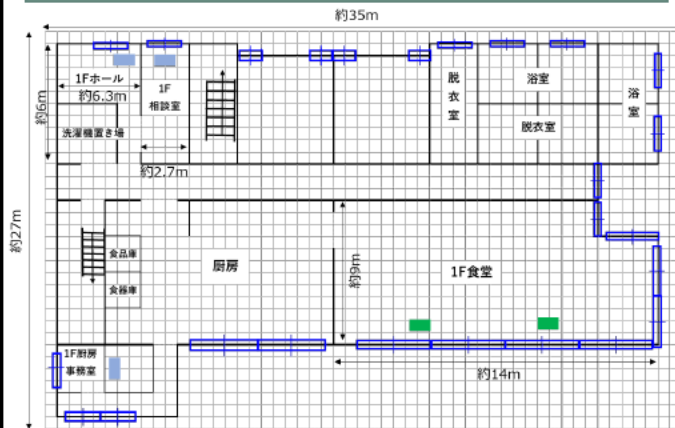 約35m
1Fホール
約6.3m
約6m
1F
相談室
脱
衣
室
浴室
浴
室
洗濯機置き場
脱衣室
約2.7m
約27m
食品庫
食器庫
厨房
約9m
1F食堂
1F厨房
事務室
約14m